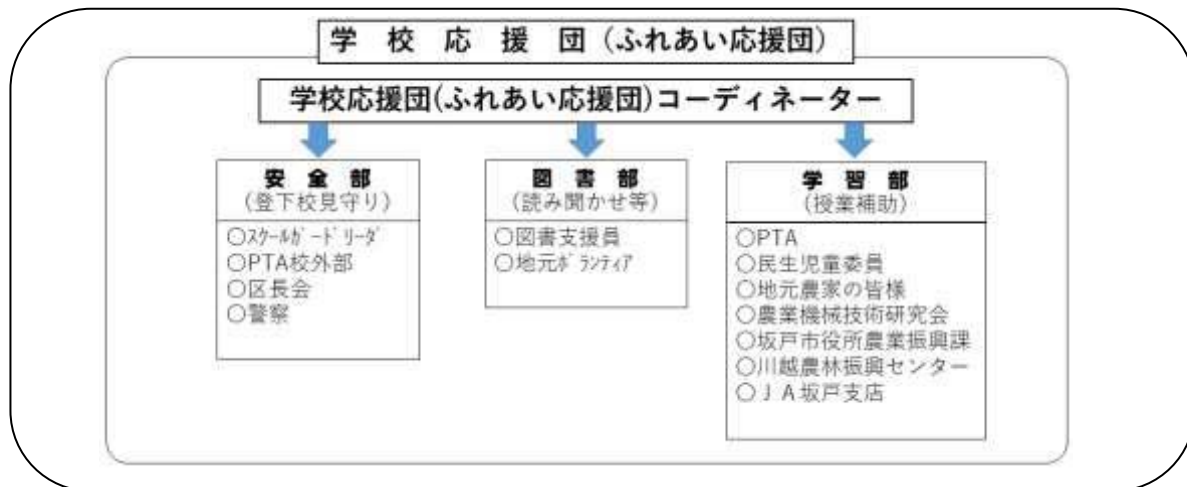 学校応援団(ふれあい応援団)
学校応援団(ふれあい応援団)コーディネーター
安全部
(登下校見守り)
○ｽｸｰﾙｶﾞｰﾄﾞﾘｰﾀﾞ
○PTA校外部
○区長会
○警察
図書部
(読み聞かせ等)
○図書支援員
○地元ﾎﾞﾗﾝﾃｨｱ
学習部
(授業補助)
○PTA
○民生児童委員
○地元農家の皆様
○農業機械技術研究会
○坂戸市役所農業振興課
○川越農林振興センター
○ＪＡ坂戸支店